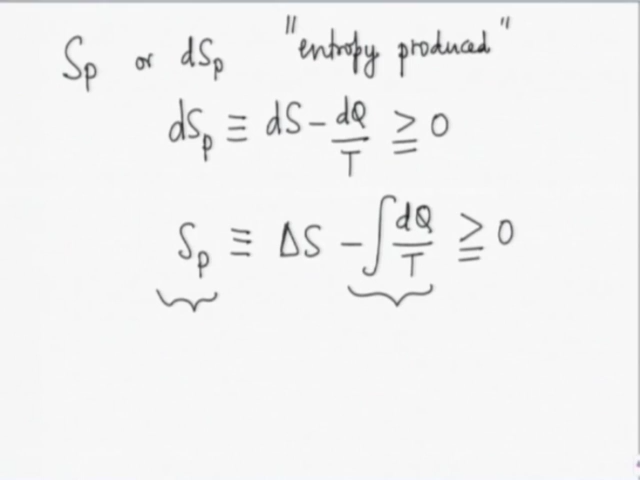 Sp or dSp "entropy produced"
dSp ≡ dS − dQ/T ≧ 0
Sp ≡ ΔS − ∫ dQ/T ≧ 0